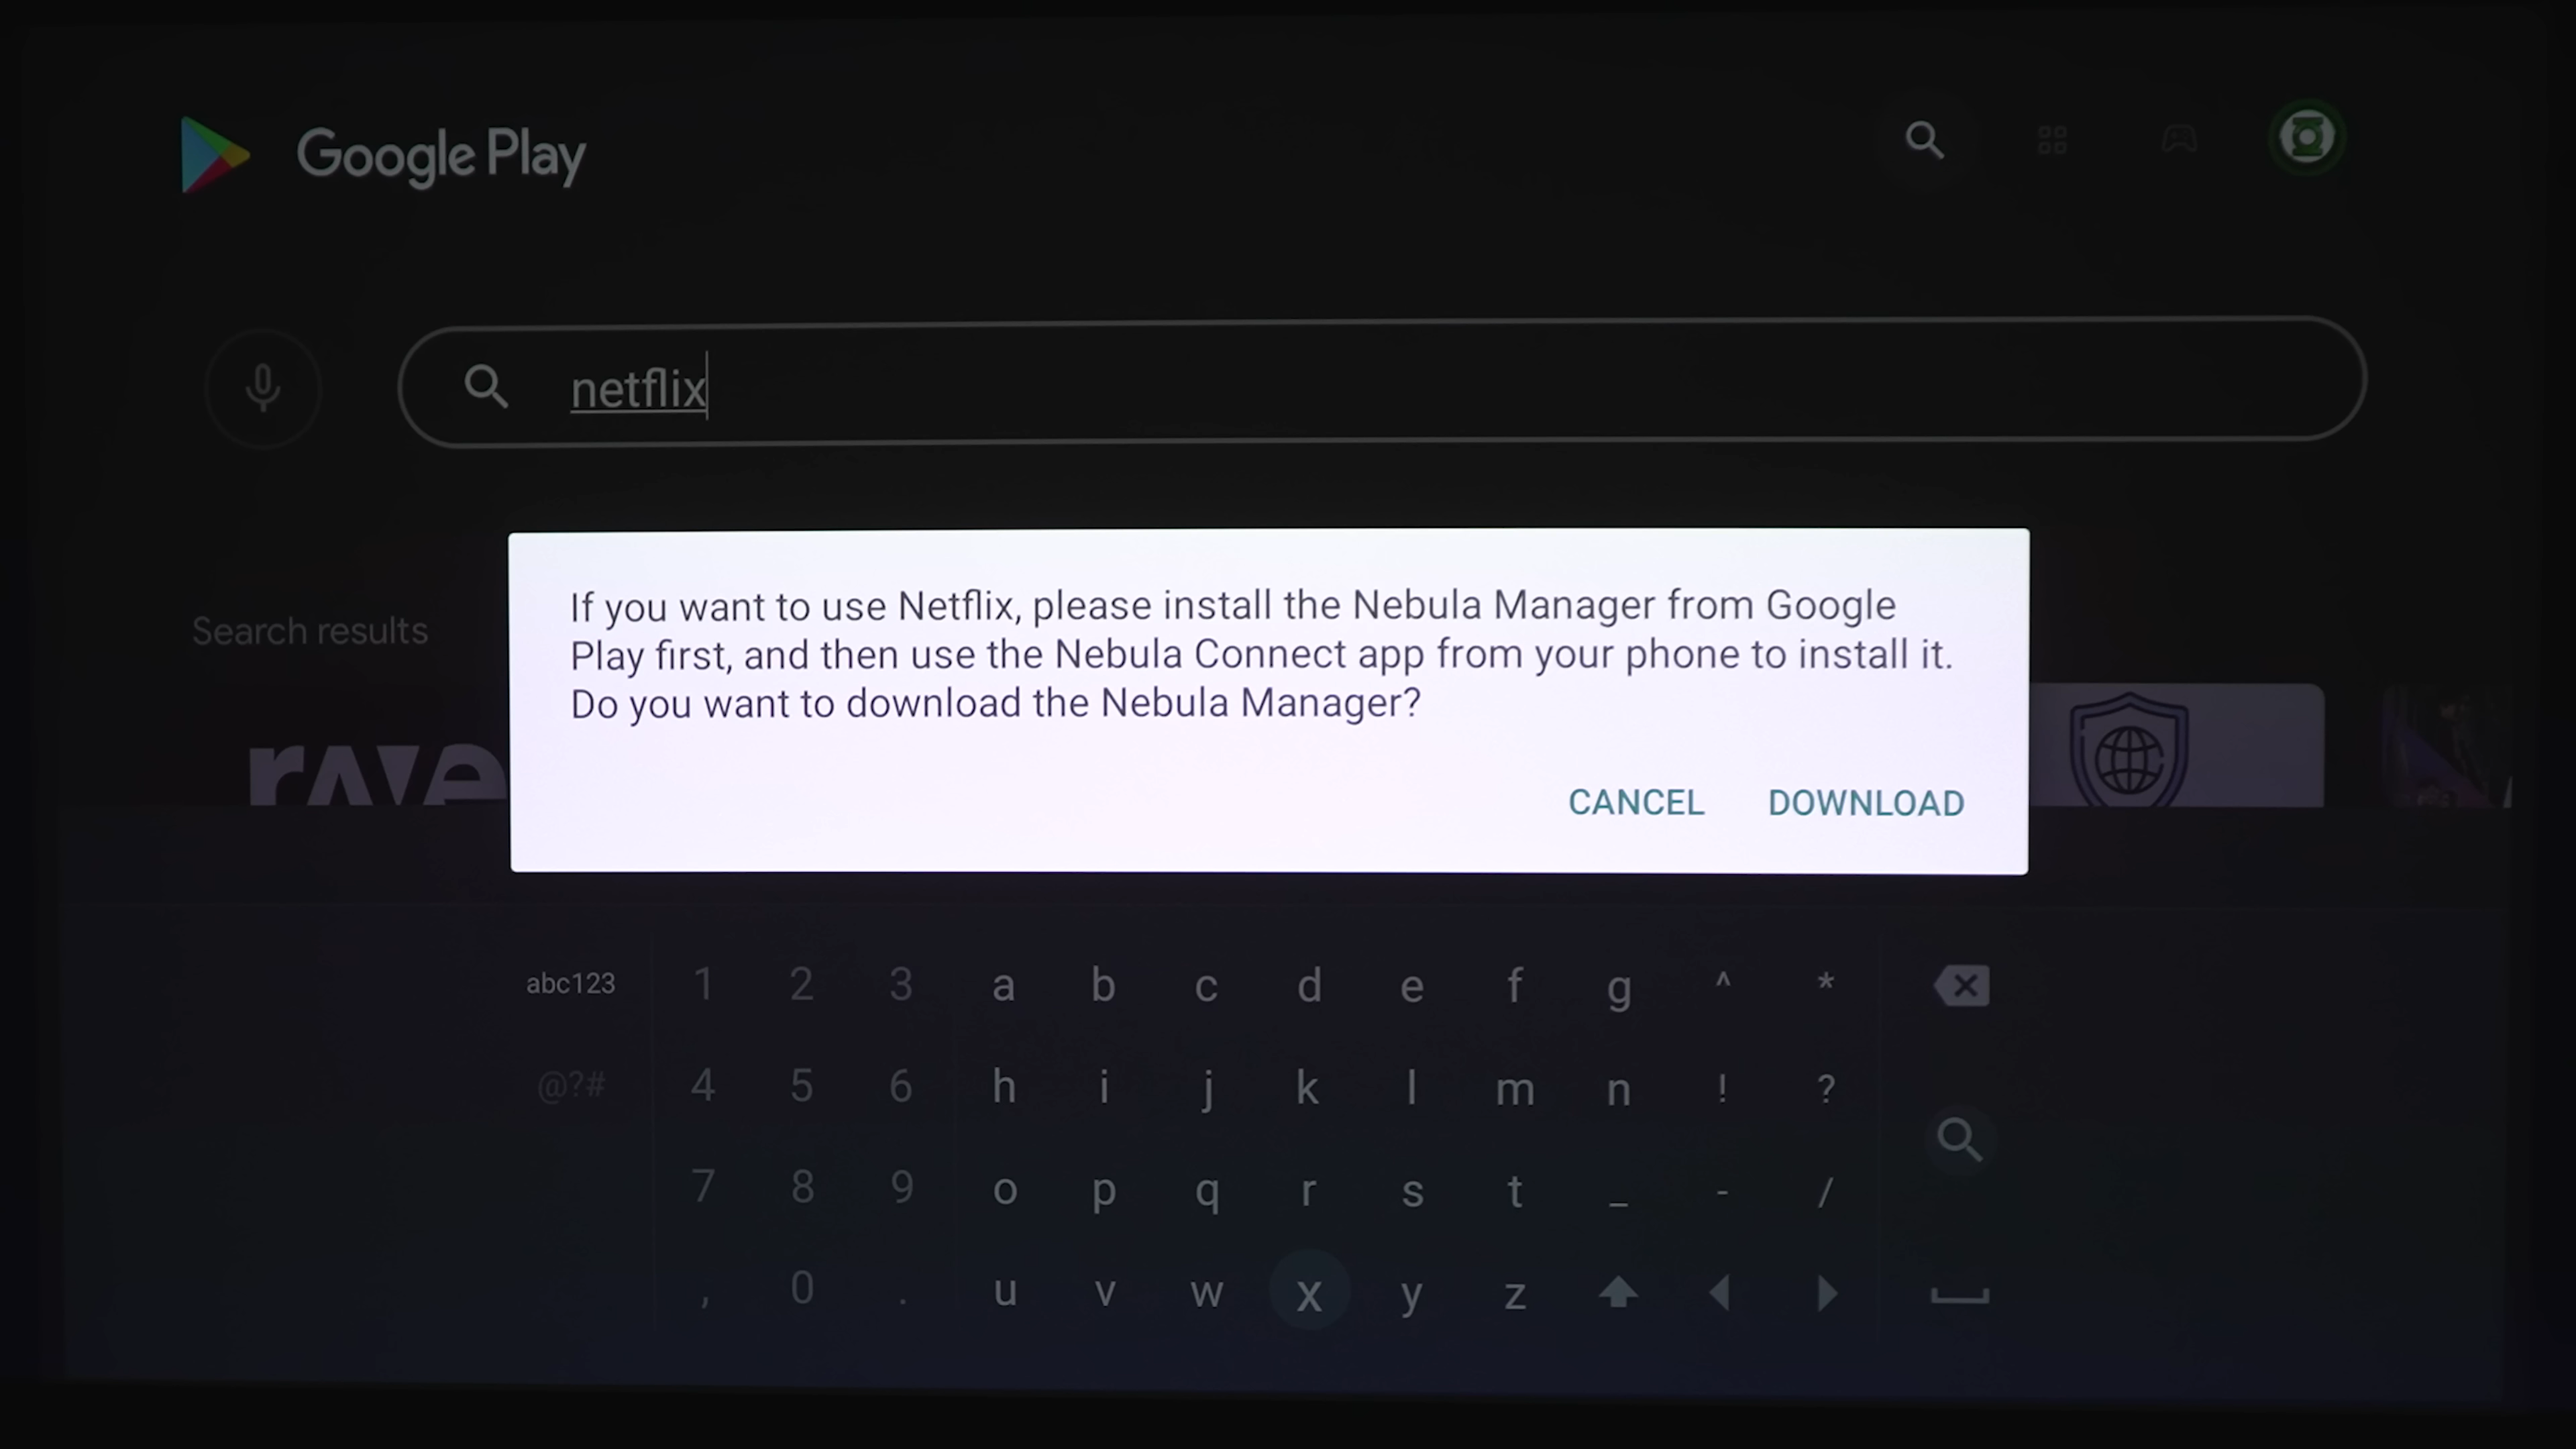 Google Play
netflix
Search results
If you want to use Netflix, please install the Nebula Manager from Google
Play first, and then use the Nebula Connect app from your phone to install it.
Do you want to download the Nebula Manager?
rave
CANCEL DOWNLOAD
abc123 1 2 3 a b c d e f g ^ *
@?# 4 5 6 h i j k l m n ! ?
7 8 9 o p q r s t _ - /
, 0 . u v w x y z